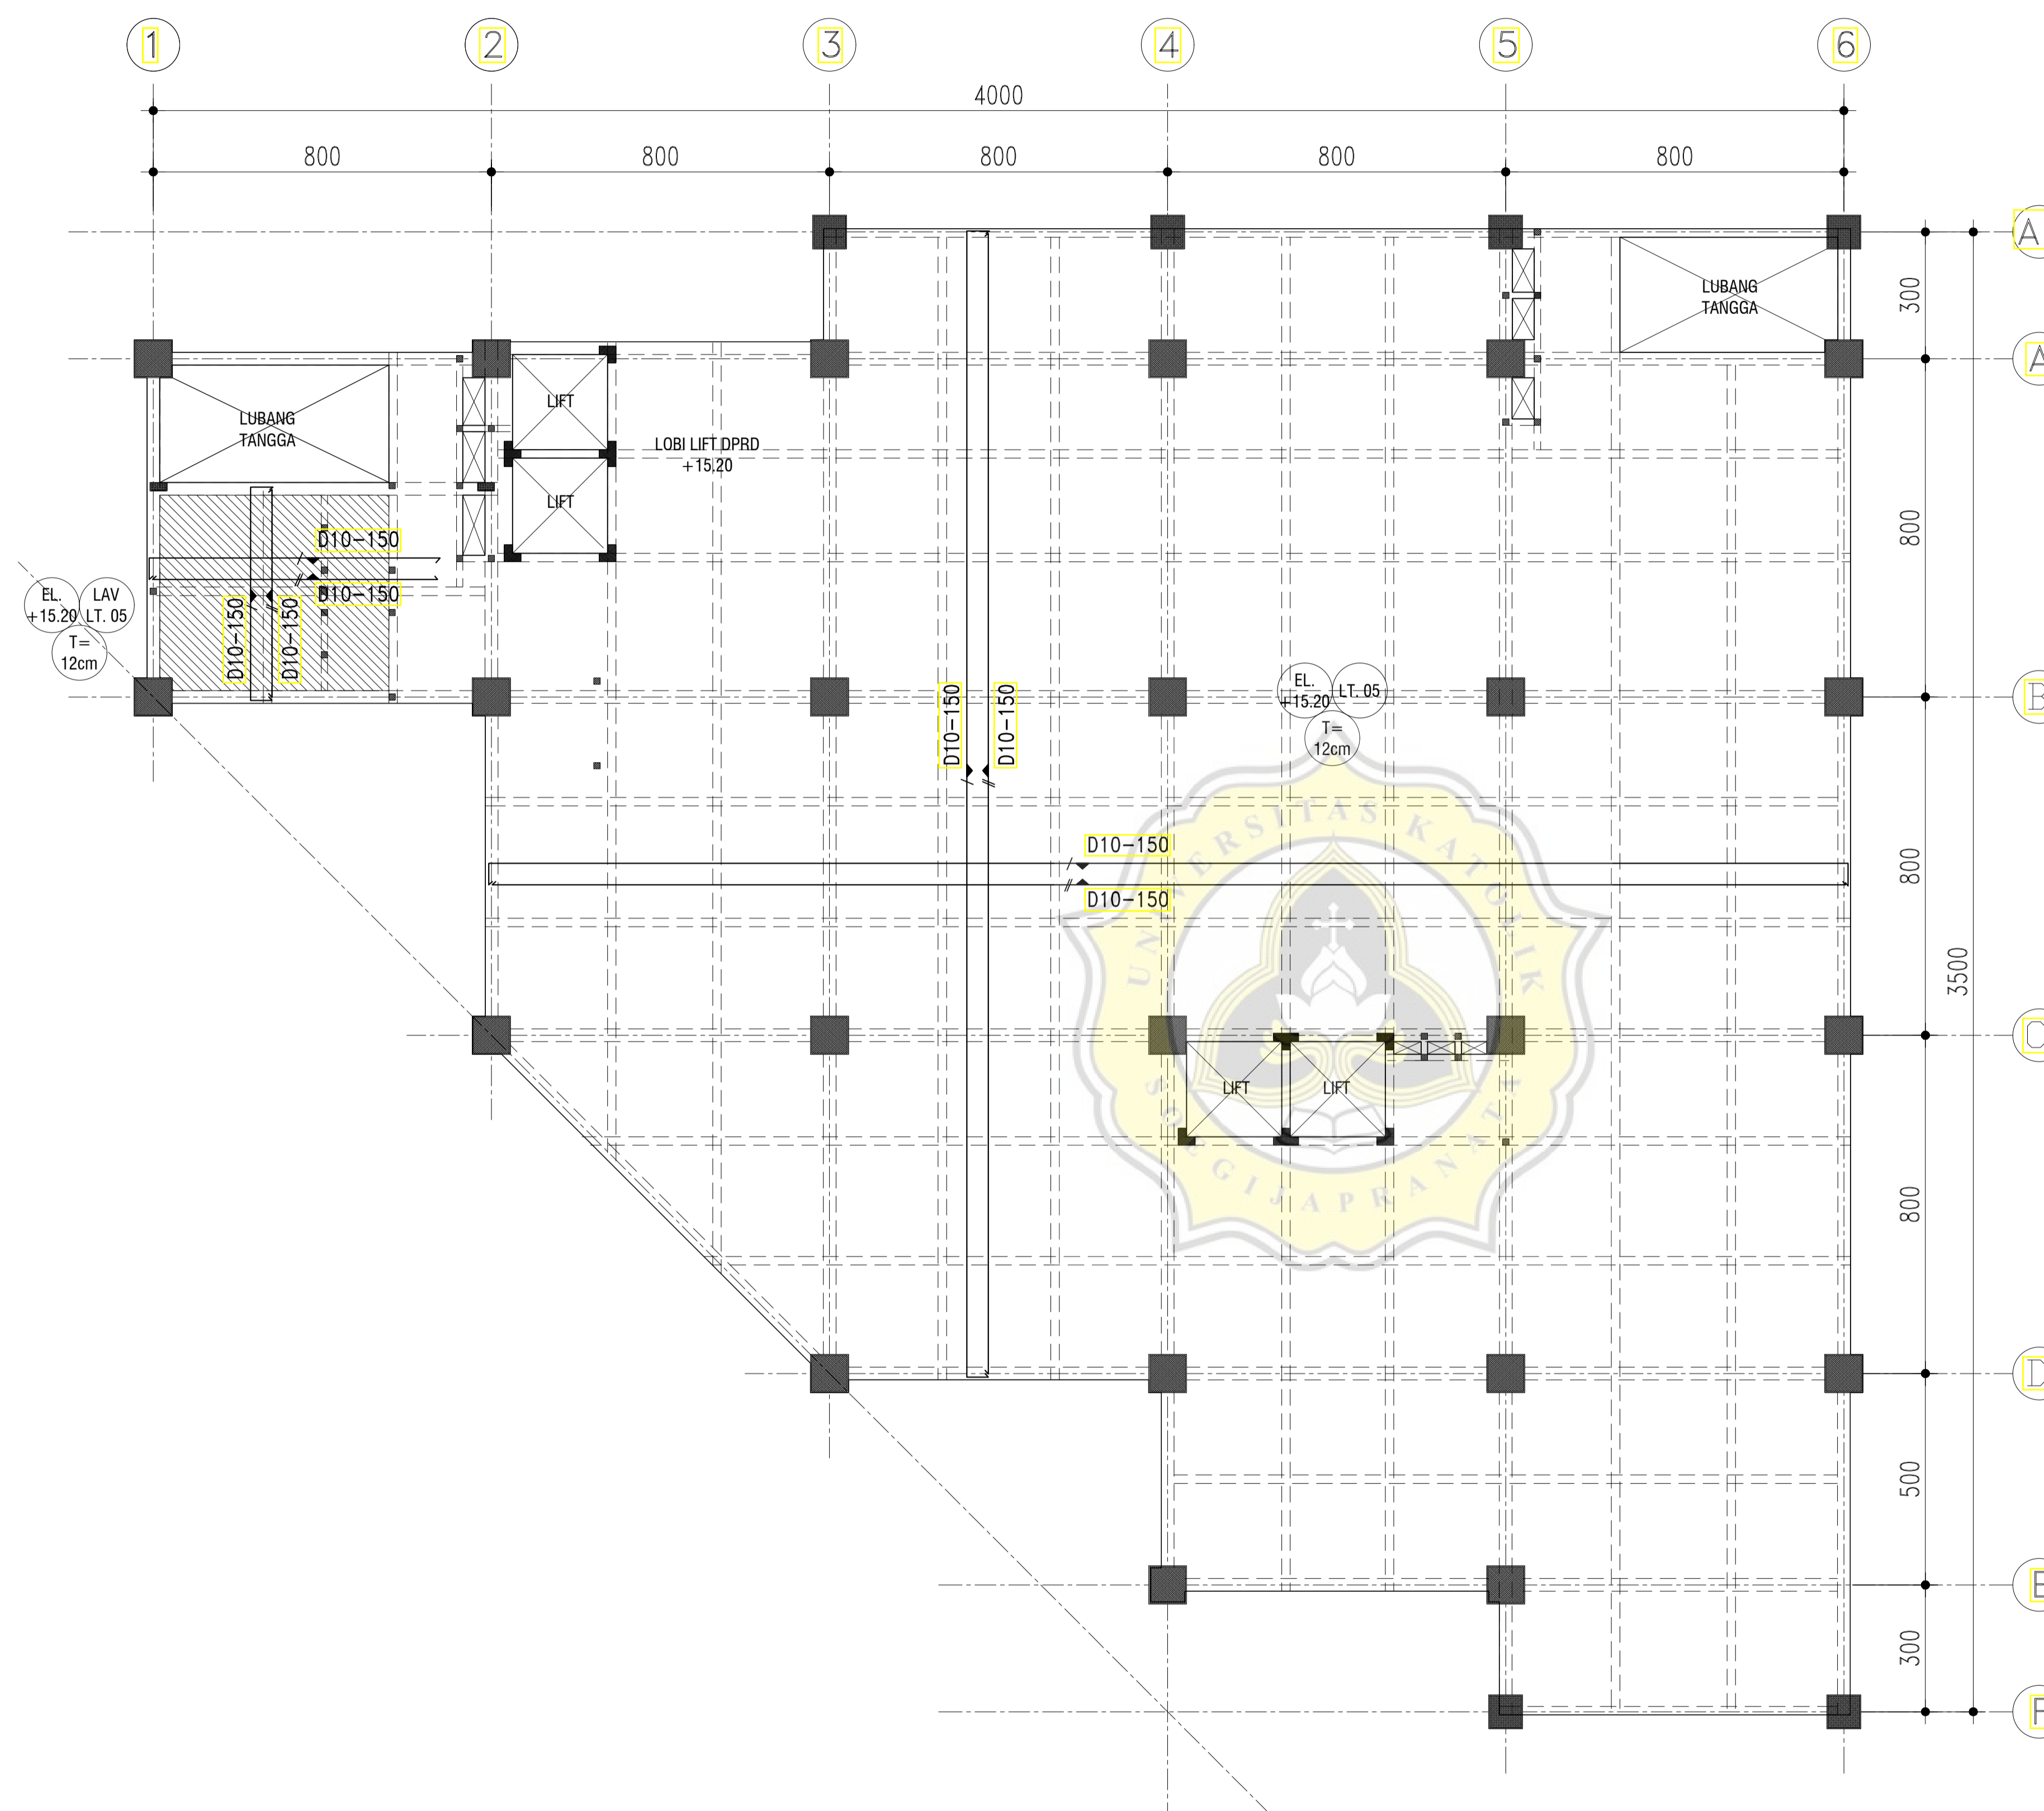 1 2 3 4 5 6
4000
800 800 800 800 800
A
300
LUBANG
TANGGA
A
LUBANG
TANGGA
LIFT
LOBI LIFT DPRD
+15.20
LIFT
800
D10-150
D10-150
EL.
+15.20
LAV
LT. 05
T=
12cm
D10-150
D10-150
EL.
+15.20
LT. 05
T=
12cm
B
D10-150
D10-150
UNIVERSITAS KATOLIK
SOEGIJAPRANATA
D10-150
D10-150
800
3500
C
LIFT
LIFT
800
D
500
E
300
F